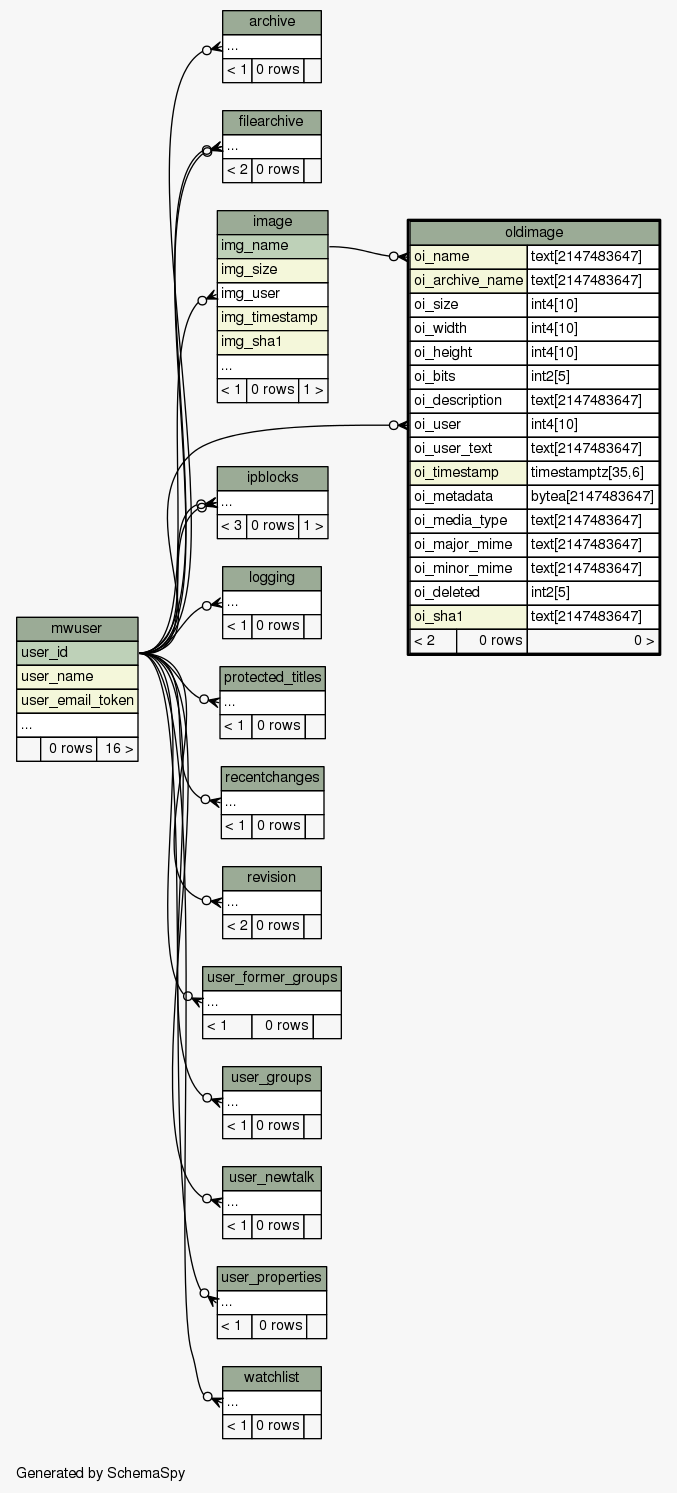 archive
...
< 1 0 rows
filearchive
...
< 2 0 rows
image
img_name
img_size
img_user
img_timestamp
img_sha1
...
< 1 0 rows 1 >
oldimage
oi_name text[2147483647]
oi_archive_name text[2147483647]
oi_size int4[10]
oi_width int4[10]
oi_height int4[10]
oi_bits int2[5]
oi_description text[2147483647]
oi_user int4[10]
oi_user_text text[2147483647]
oi_timestamp timestamptz[35,6]
oi_metadata bytea[2147483647]
oi_media_type text[2147483647]
oi_major_mime text[2147483647]
oi_minor_mime text[2147483647]
oi_deleted int2[5]
oi_sha1 text[2147483647]
< 2 0 rows 0 >
ipblocks
...
< 3 0 rows 1 >
logging
...
< 1 0 rows
mwuser
user_id
user_name
user_email_token
...
0 rows 16 >
protected_titles
...
< 1 0 rows
recentchanges
...
< 1 0 rows
revision
...
< 2 0 rows
user_former_groups
...
< 1 0 rows
user_groups
...
< 1 0 rows
user_newtalk
...
< 1 0 rows
user_properties
...
< 1 0 rows
watchlist
...
< 1 0 rows
Generated by SchemaSpy